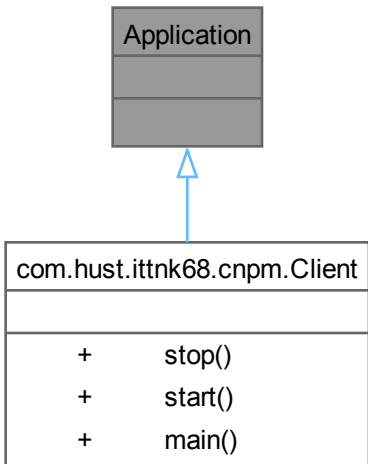 Application
com.hust.ittnk68.cnpm.Client
+ stop()
+ start()
+ main()